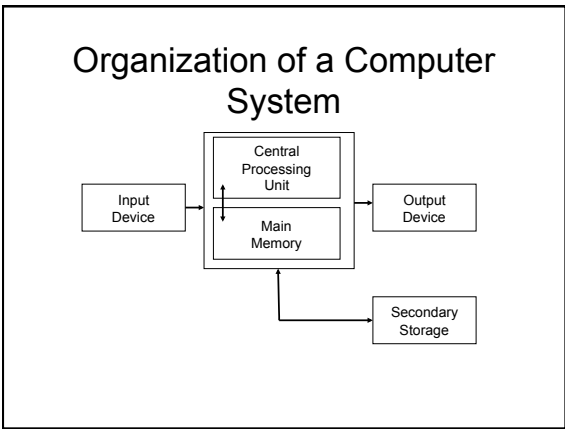 Organization of a Computer
System
Central
Processing
Unit
Input
Device
Main
Memory
Output
Device
Secondary
Storage